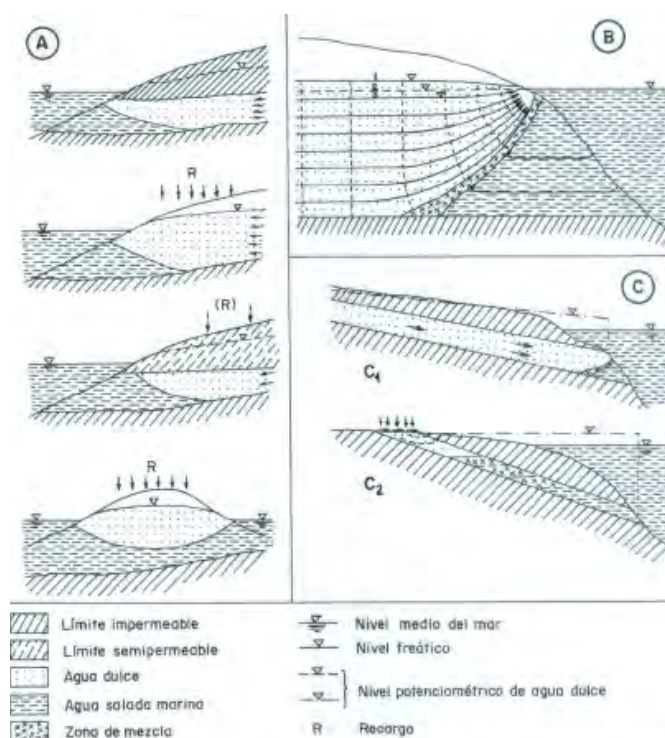 A
B
R
(R)
C
C₁
R
C₂
Límite impermeable
Límite semipermeable
Agua dulce
Agua salada marina
Zona de mezcla
Nivel medio del mar
Nivel freático
Nivel potenciométrico de agua dulce
R Recarga